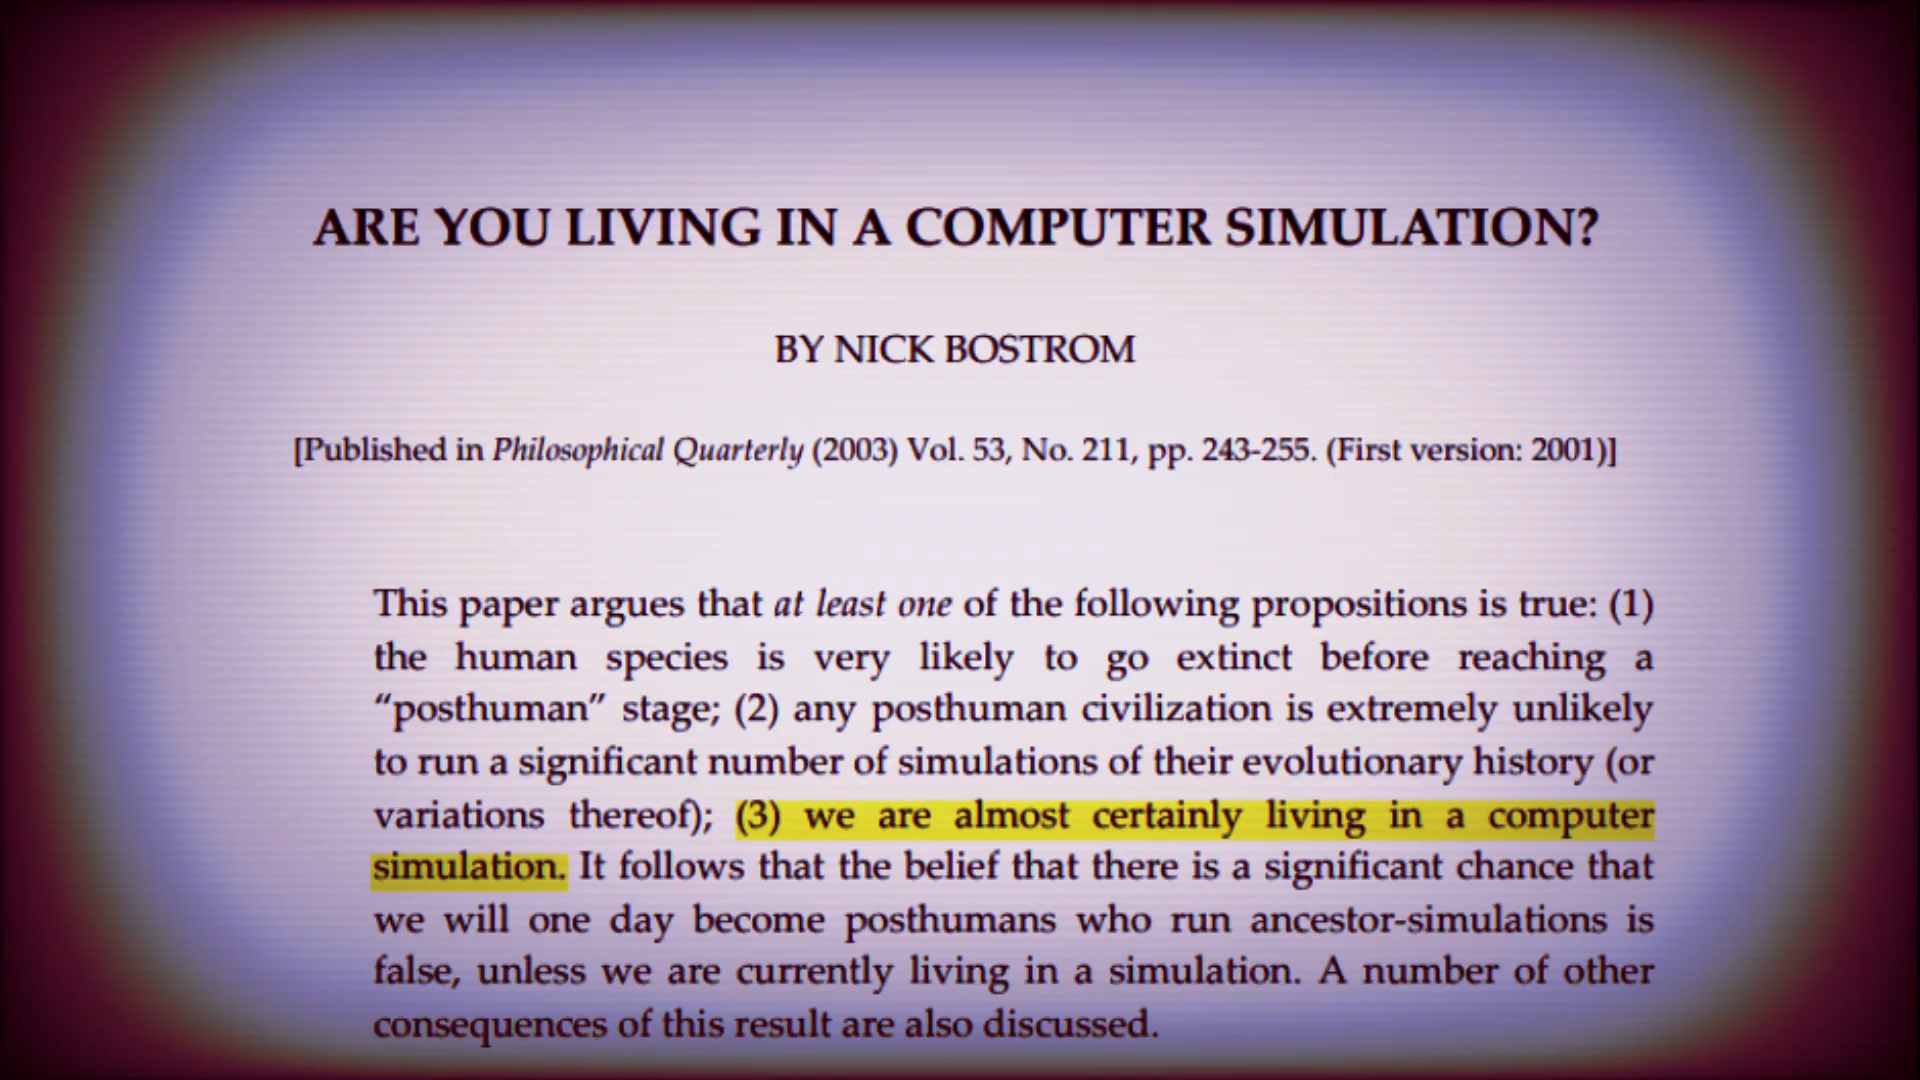 ARE YOU LIVING IN A COMPUTER SIMULATION?
BY NICK BOSTROM
[Published in Philosophical Quarterly (2003) Vol. 53, No. 211, pp. 243-255. (First version: 2001)]
This paper argues that at least one of the following propositions is true: (1)
the human species is very likely to go extinct before reaching a
“posthuman” stage; (2) any posthuman civilization is extremely unlikely
to run a significant number of simulations of their evolutionary history (or
variations thereof); (3) we are almost certainly living in a computer
simulation. It follows that the belief that there is a significant chance that
we will one day become posthumans who run ancestor-simulations is
false, unless we are currently living in a simulation. A number of other
consequences of this result are also discussed.